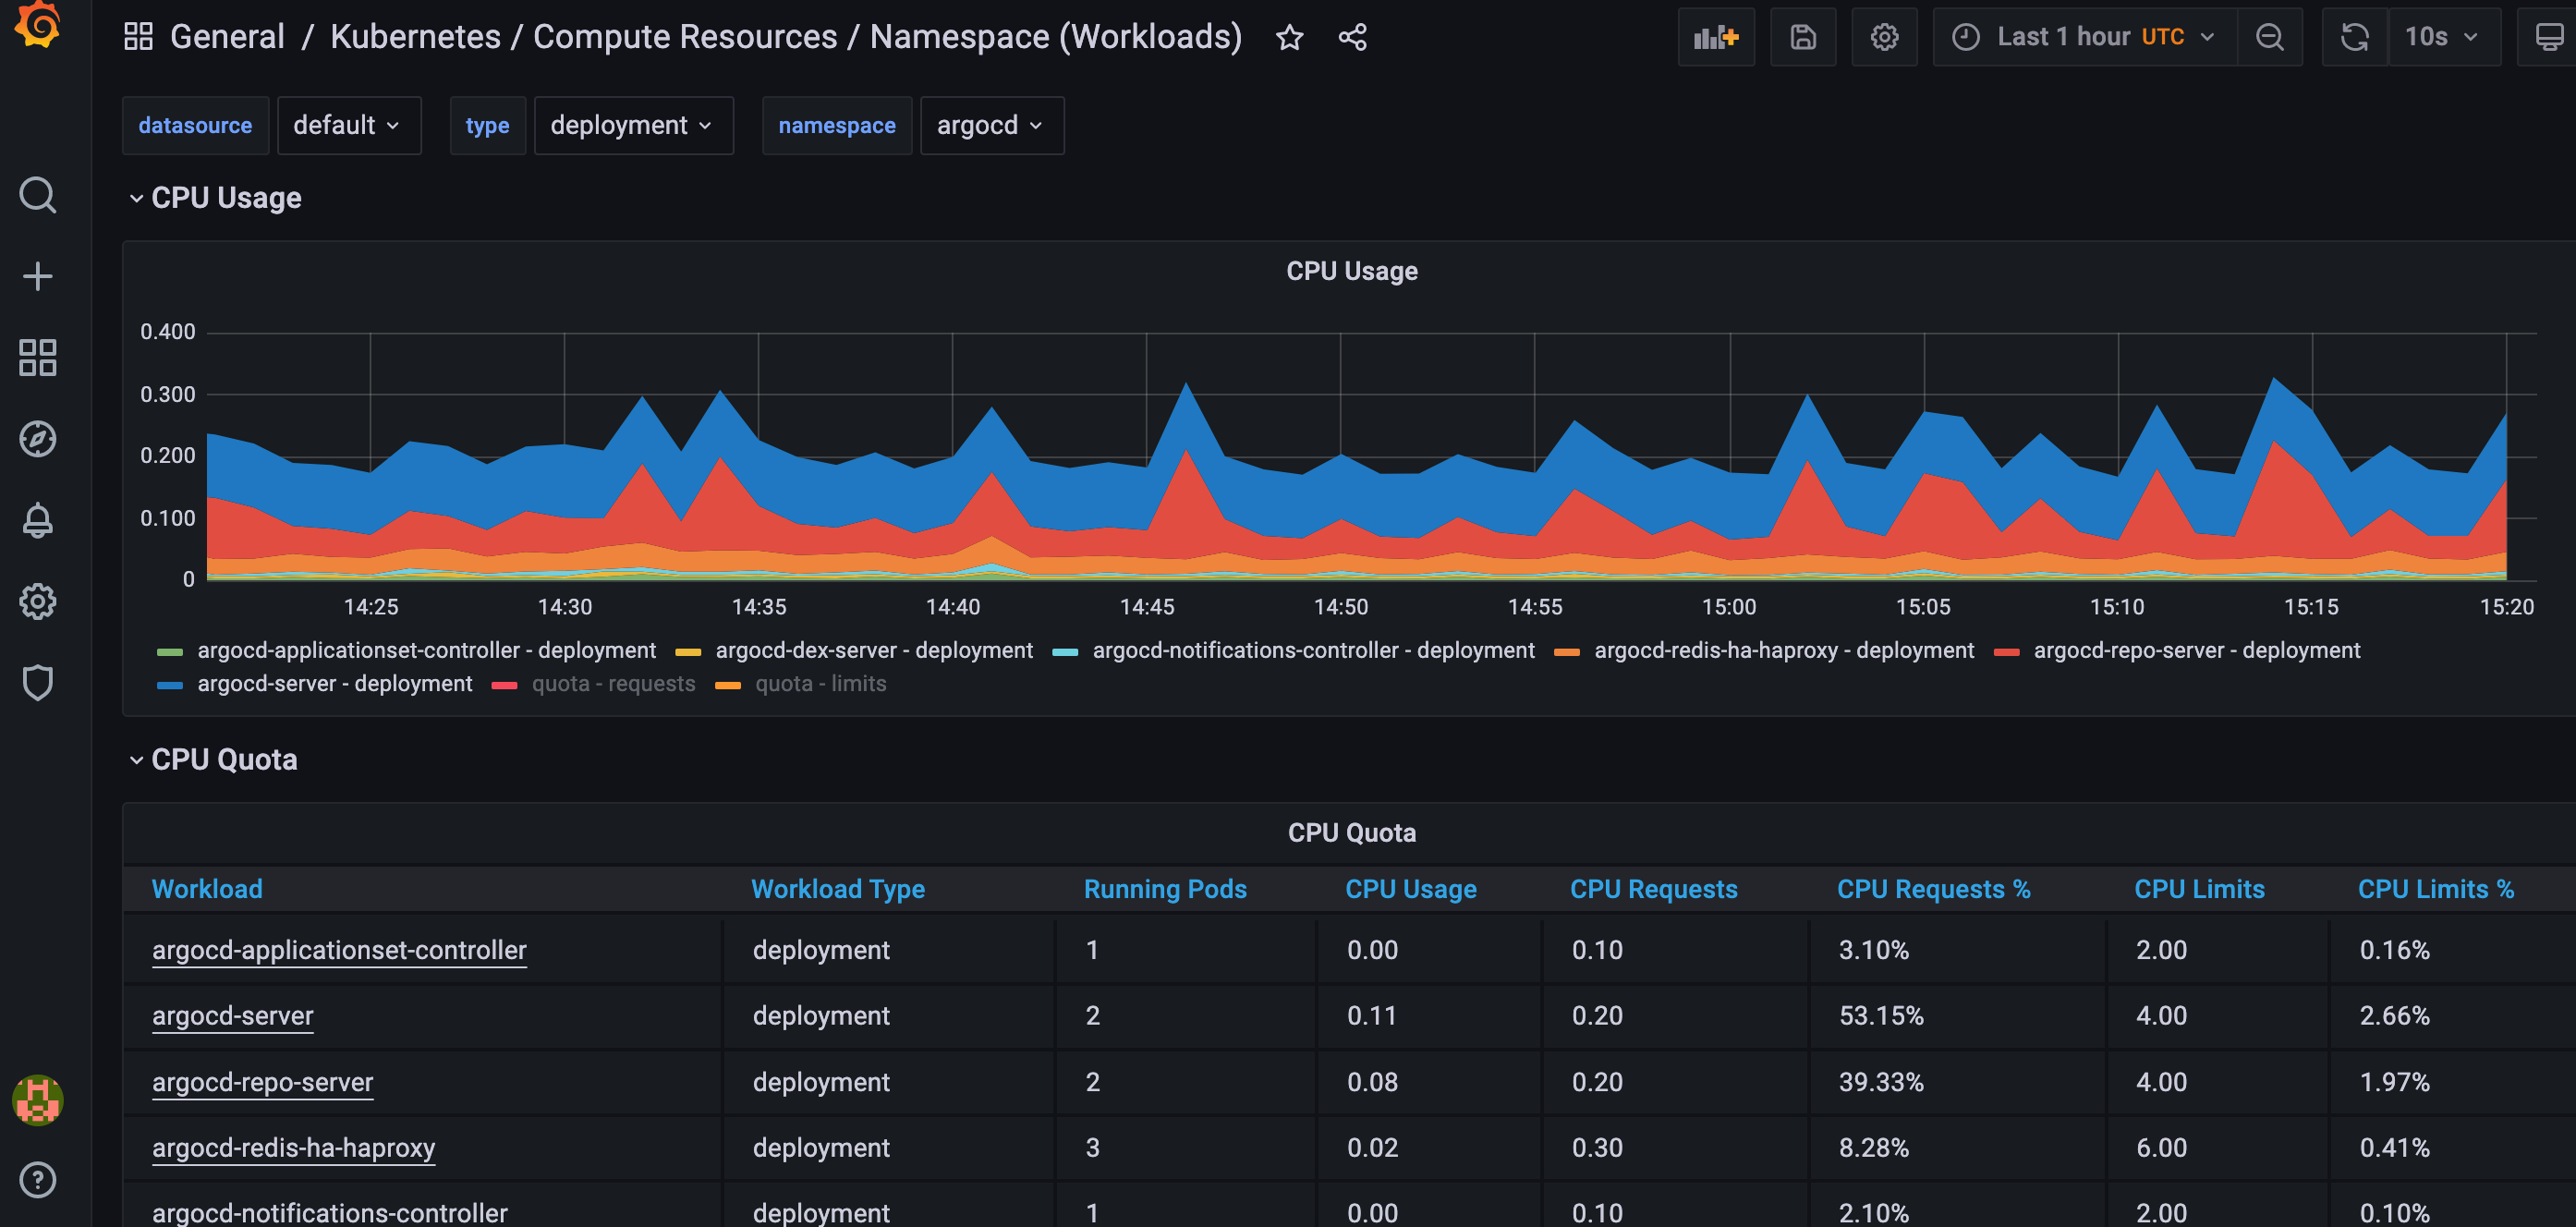 General / Kubernetes / Compute Resources / Namespace (Workloads)
Last 1 hour UTC
10s
datasource default type deployment namespace argocd
CPU Usage
CPU Usage
0.400
0.300
0.200
0.100
0
14:25 14:30 14:35 14:40 14:45 14:50 14:55 15:00 15:05 15:10 15:15 15:20
argocd-applicationset-controller - deployment argocd-dex-server - deployment argocd-notifications-controller - deployment argocd-redis-ha-haproxy - deployment argocd-repo-server - deployment
argocd-server - deployment quota - requests quota - limits
CPU Quota
CPU Quota
Workload Workload Type Running Pods CPU Usage CPU Requests CPU Requests % CPU Limits CPU Limits %
argocd-applicationset-controller deployment 1 0.00 0.10 3.10% 2.00 0.16%
argocd-server deployment 2 0.11 0.20 53.15% 4.00 2.66%
argocd-repo-server deployment 2 0.08 0.20 39.33% 4.00 1.97%
argocd-redis-ha-haproxy deployment 3 0.02 0.30 8.28% 6.00 0.41%
argocd-notifications-controller deployment 1 0.00 0.10 2.10% 2.00 0.10%